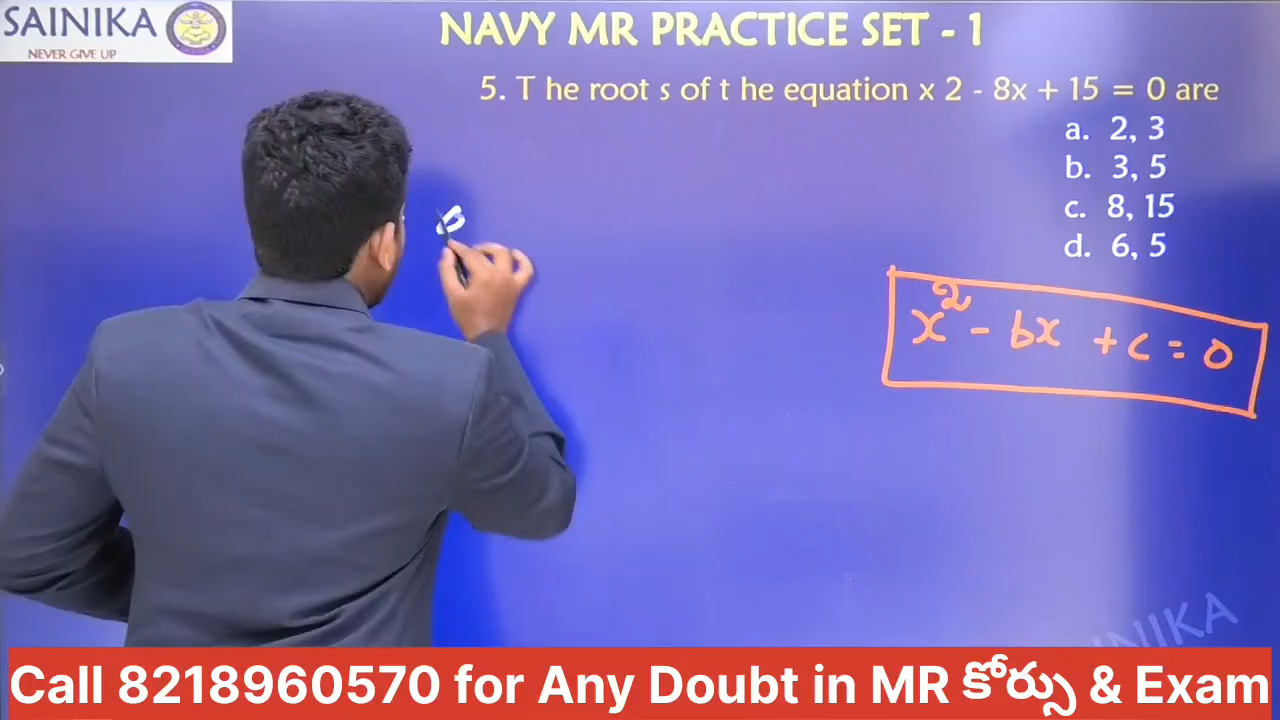 SAINIKA
NEVER GIVE UP
NAVY MR PRACTICE SET - 1
5. T he root s of t he equation x 2 - 8x + 15 = 0 are
a. 2, 3
b. 3, 5
c. 8, 15
d. 6, 5
x² - bx + c = 0
Call 8218960570 for Any Doubt in MR కోర్సు & Exam